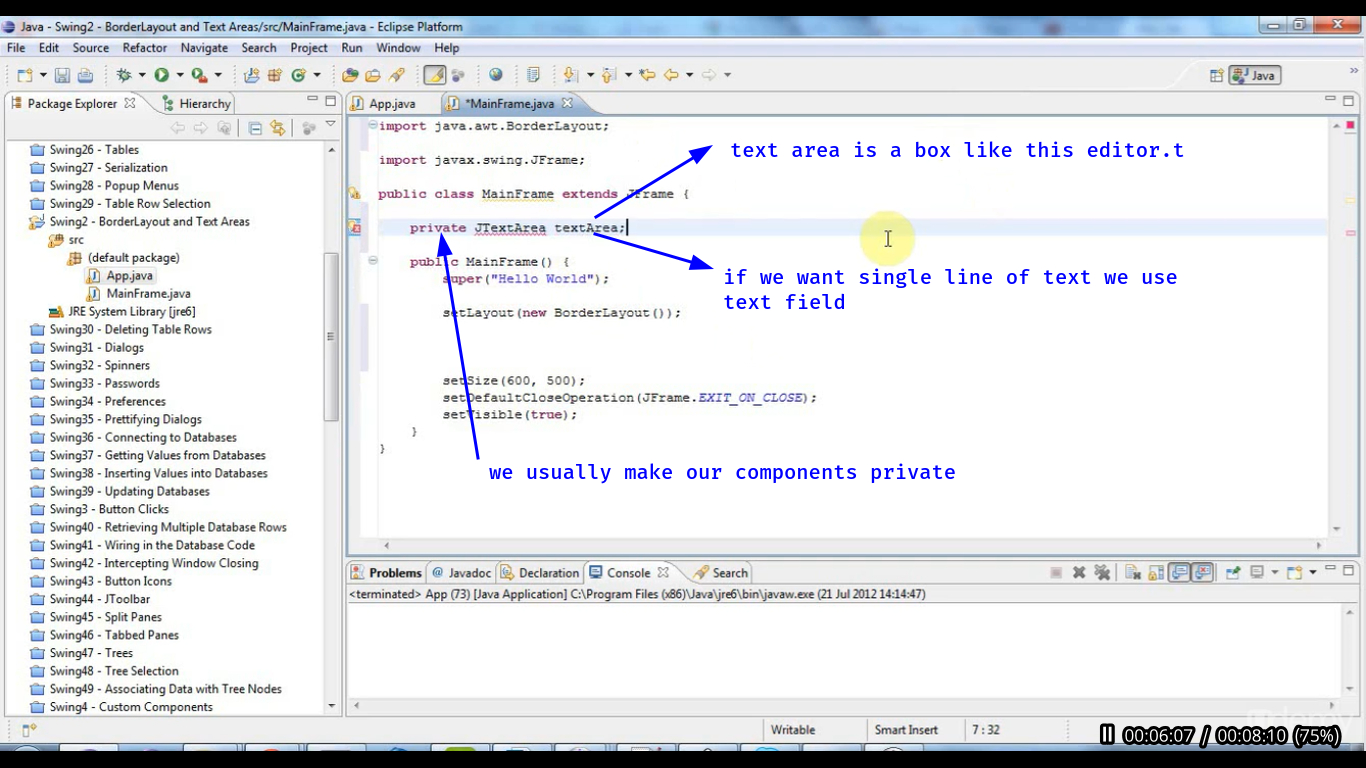 Java - Swing2 - BorderLayout and Text Areas/src/MainFrame.java - Eclipse Platform
File Edit Source Refactor Navigate Search Project Run Window Help
Java
Package Explorer Hierarchy
App.java *MainFrame.java
Swing26 - Tables
Swing27 - Serialization
Swing28 - Popup Menus
Swing29 - Table Row Selection
Swing2 - BorderLayout and Text Areas
src
(default package)
App.java
MainFrame.java
JRE System Library [jre6]
Swing30 - Deleting Table Rows
Swing31 - Dialogs
Swing32 - Spinners
Swing33 - Passwords
Swing34 - Preferences
Swing35 - Prettifying Dialogs
Swing36 - Connecting to Databases
Swing37 - Getting Values from Databases
Swing38 - Inserting Values into Databases
Swing39 - Updating Databases
Swing3 - Button Clicks
Swing40 - Retrieving Multiple Database Rows
Swing41 - Wiring in the Database Code
Swing42 - Intercepting Window Closing
Swing43 - Button Icons
Swing44 - JToolbar
Swing45 - Split Panes
Swing46 - Tabbed Panes
Swing47 - Trees
Swing48 - Tree Selection
Swing49 - Associating Data with Tree Nodes
Swing4 - Custom Components
import java.awt.BorderLayout;
import javax.swing.JFrame;
public class MainFrame extends JFrame {
private JTextArea textArea;
public MainFrame() {
super("Hello World");
setLayout(new BorderLayout());
setSize(600, 500);
setDefaultCloseOperation(JFrame.EXIT_ON_CLOSE);
setVisible(true);
}
}
text area is a box like this editor.t
if we want single line of text we use
text field
we usually make our components private
Problems @ Javadoc Declaration Console Search
<terminated> App (73) [Java Application] C:\Program Files (x86)\Java\jre6\bin\javaw.exe (21 Jul 2012 14:14:47)
Writable Smart Insert 7 : 32
00:06:07 / 00:08:10 (75%)